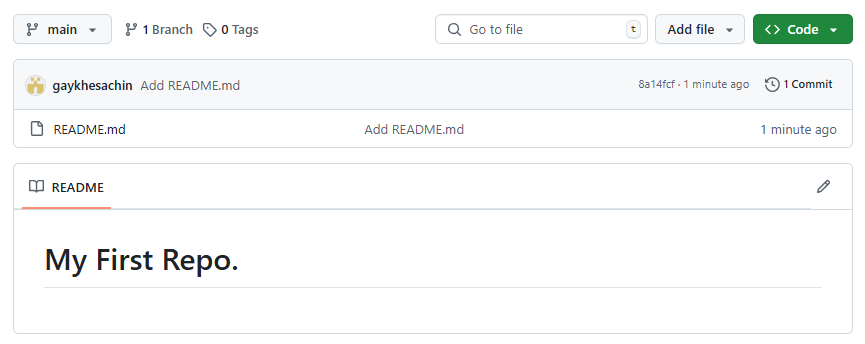 main 1 Branch 0 Tags Go to file t Add file Code
gaykhesachin Add README.md 8a14fcf · 1 minute ago 1 Commit
README.md Add README.md 1 minute ago
README
My First Repo.